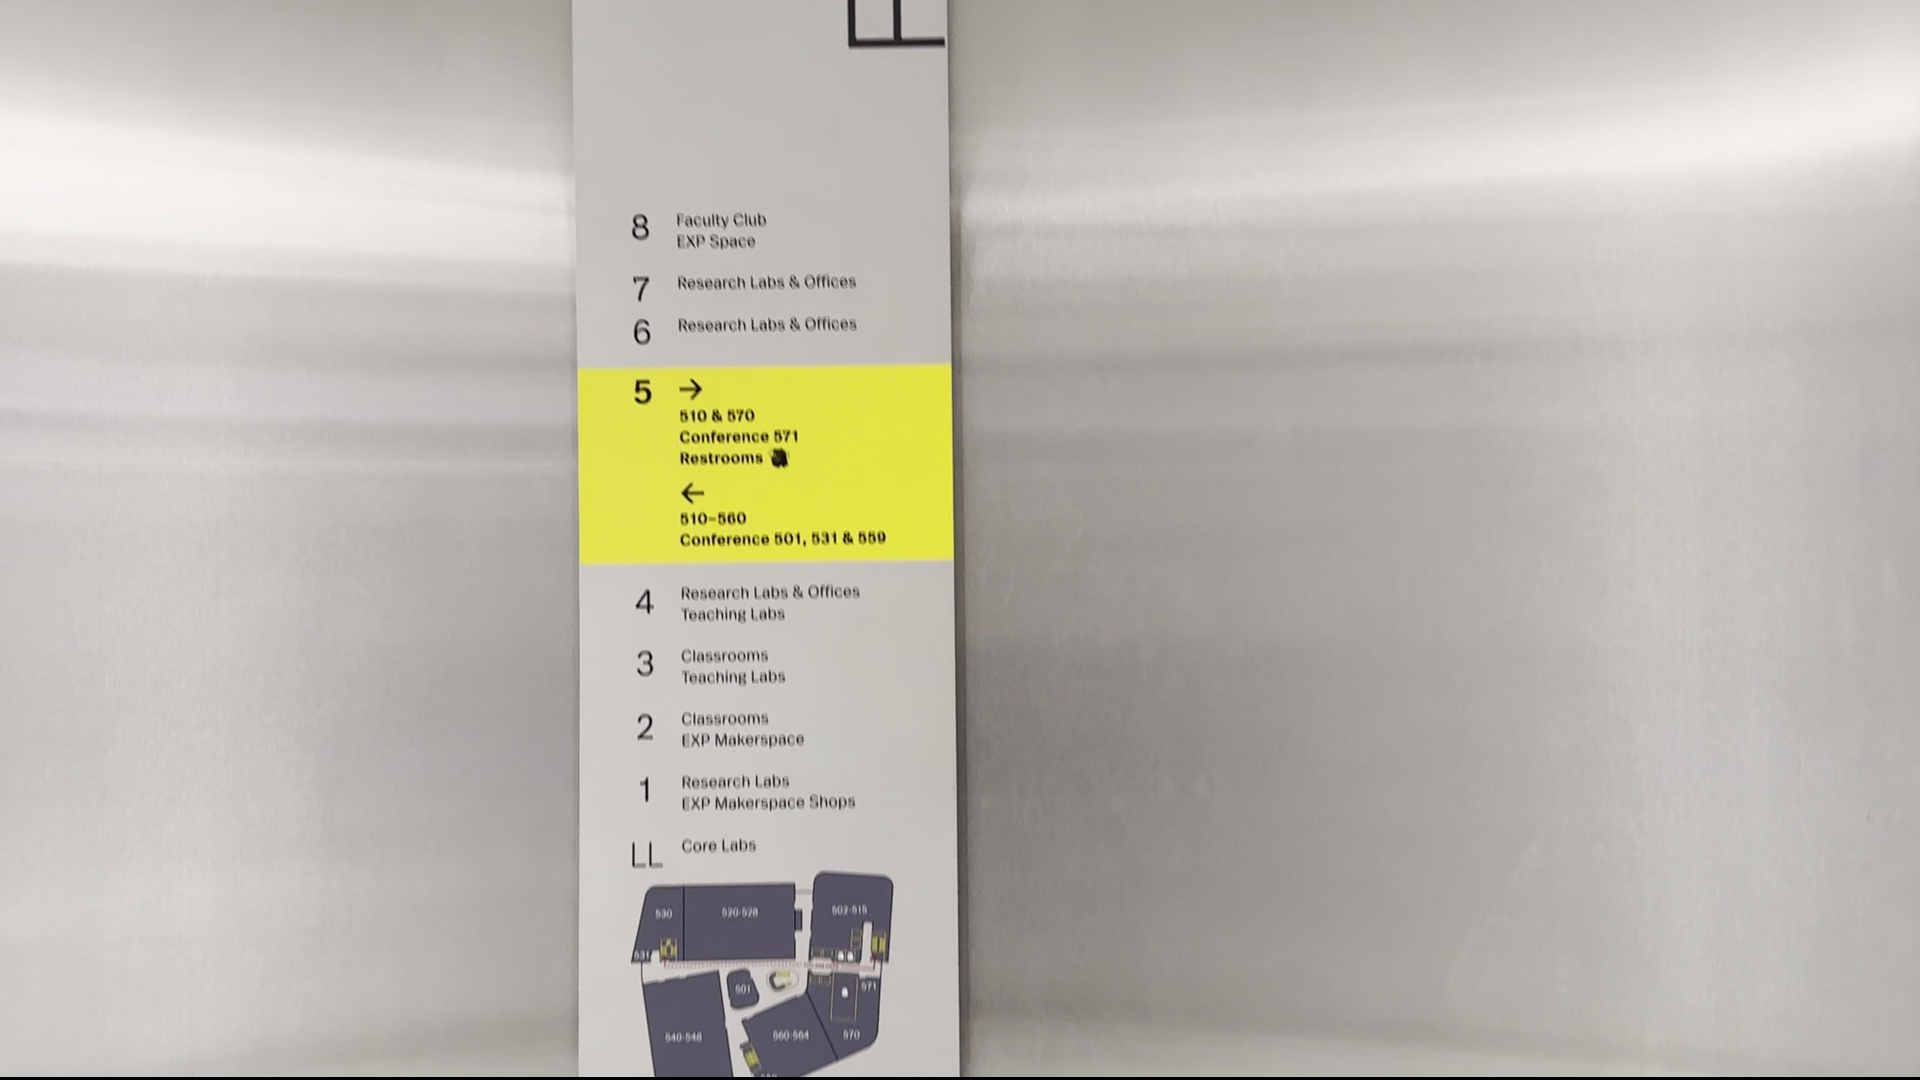 8 Faculty Club
EXP Space
7 Research Labs & Offices
6 Research Labs & Offices
5 →
510 & 570
Conference 571
Restrooms
←
510-560
Conference 501, 531 & 559
4 Research Labs & Offices
Teaching Labs
3 Classrooms
Teaching Labs
2 Classrooms
EXP Makerspace
1 Research Labs
EXP Makerspace Shops
LL Core Labs
530 520-528 502-515
531
501 571
540-548 560-564 570